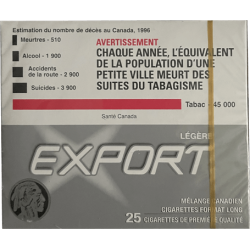 Estimation du nombre de décès au Canada, 1996
Meurtres - 510
Alcool - 1 900
Accidents
de la route - 2 900
Suicides - 3 900
AVERTISSEMENT
CHAQUE ANNÉE, L'ÉQUIVALENT
DE LA POPULATION D'UNE
PETITE VILLE MEURT DES
SUITES DU TABAGISME
Tabac - 45 000
Santé Canada
LÉGÈRE
EXPORT
MÉLANGE CANADIEN
25 CIGARETTES FORMAT LONG
CIGARETTES DE PREMIÈRE QUALITÉ